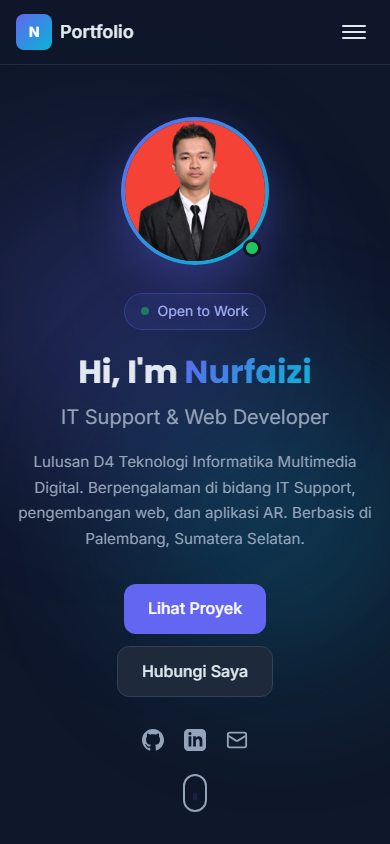 N Portfolio
Open to Work
Hi, I'm Nurfaizi
IT Support & Web Developer
Lulusan D4 Teknologi Informatika Multimedia
Digital. Berpengalaman di bidang IT Support,
pengembangan web, dan aplikasi AR. Berbasis di
Palembang, Sumatera Selatan.
Lihat Proyek
Hubungi Saya
in